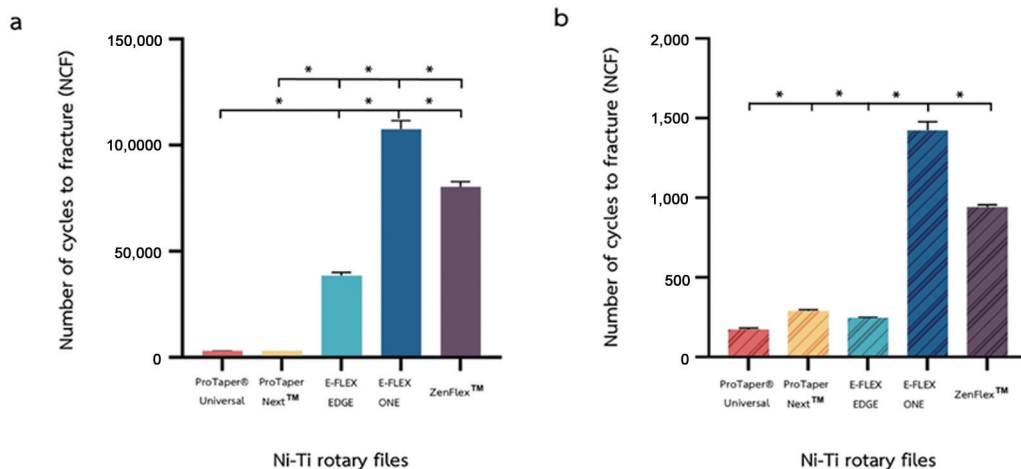 a
Number of cycles to fracture (NCF)
150,000
10,0000
50,000
0
* * *
* * *
ProTaper®
Universal
ProTaper
Next™
E-FLEX
EDGE
E-FLEX
ONE
ZenFlex™
Ni-Ti rotary files
b
Number of cycles to fracture (NCF)
2,000
1,500
1,000
500
0
* * * *
ProTaper®
Universal
ProTaper
Next™
E-FLEX
EDGE
E-FLEX
ONE
ZenFlex™
Ni-Ti rotary files